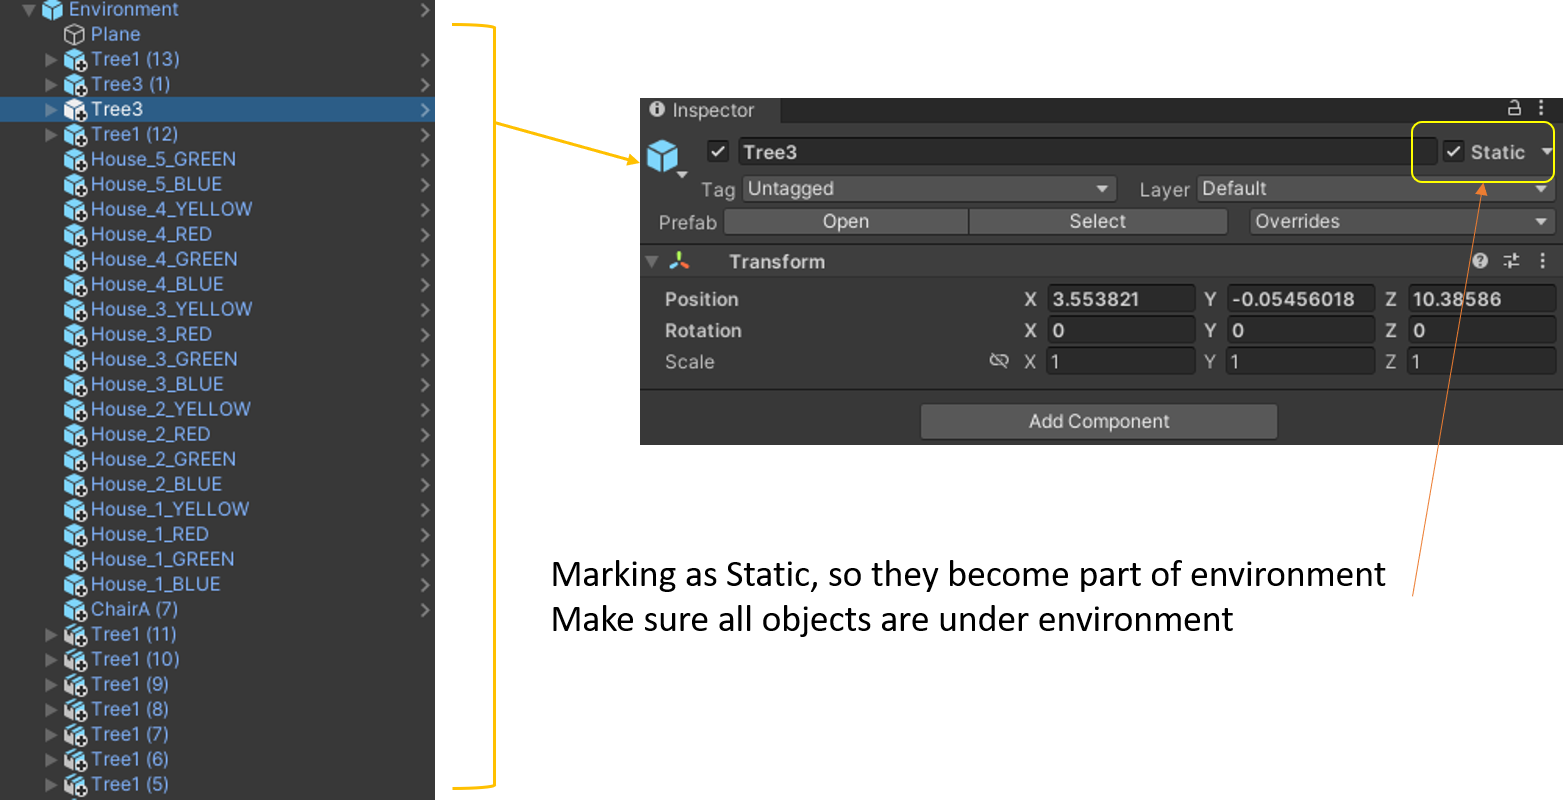 Environment
Plane
Tree1 (13)
Tree3 (1)
Tree3
Tree1 (12)
House_5_GREEN
House_5_BLUE
House_4_YELLOW
House_4_RED
House_4_GREEN
House_4_BLUE
House_3_YELLOW
House_3_RED
House_3_GREEN
House_3_BLUE
House_2_YELLOW
House_2_RED
House_2_GREEN
House_2_BLUE
House_1_YELLOW
House_1_RED
House_1_GREEN
House_1_BLUE
ChairA (7)
Tree1 (11)
Tree1 (10)
Tree1 (9)
Tree1 (8)
Tree1 (7)
Tree1 (6)
Tree1 (5)
Inspector
Tree3 Static
Tag Untagged Layer Default
Prefab Open Select Overrides
Transform
Position X 3.553821 Y -0.05456018 Z 10.38586
Rotation X 0 Y 0 Z 0
Scale X 1 Y 1 Z 1
Add Component
Marking as Static, so they become part of environment
Make sure all objects are under environment